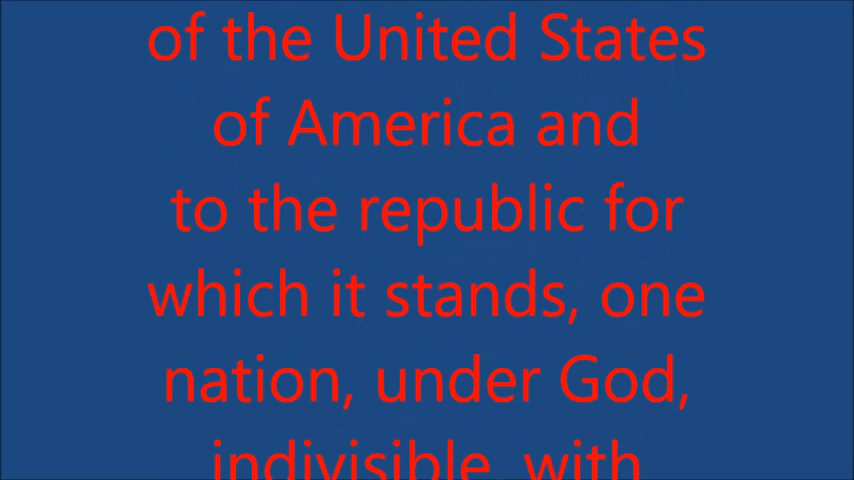 of the United States
of America and
to the republic for
which it stands, one
nation, under God,
indivisible, with